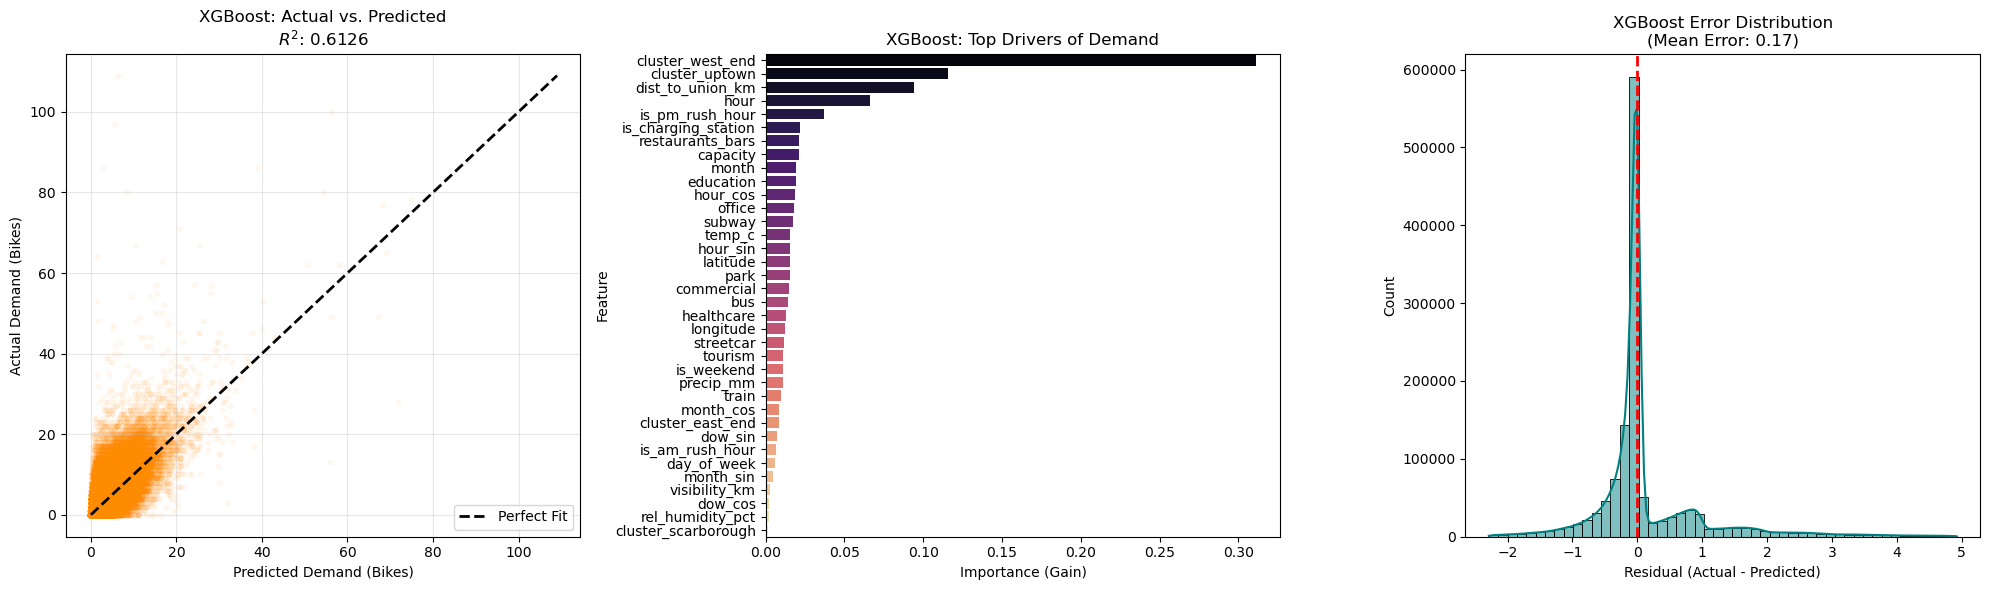 XGBoost: Actual vs. Predicted
R²: 0.6126
Actual Demand (Bikes)
100
80
60
40
20
0
0 20 40 60 80 100
Predicted Demand (Bikes)
Perfect Fit
XGBoost: Top Drivers of Demand
Feature
cluster_west_end
cluster_uptown
dist_to_union_km
hour
is_pm_rush_hour
is_charging_station
restaurants_bars
capacity
month
education
hour_cos
office
subway
temp_c
hour_sin
latitude
park
commercial
bus
healthcare
longitude
streetcar
tourism
is_weekend
precip_mm
train
month_cos
cluster_east_end
dow_sin
is_am_rush_hour
day_of_week
month_sin
visibility_km
dow_cos
rel_humidity_pct
cluster_scarborough
0.00 0.05 0.10 0.15 0.20 0.25 0.30
Importance (Gain)
XGBoost Error Distribution
(Mean Error: 0.17)
Count
600000
500000
400000
300000
200000
100000
0
−2 −1 0 1 2 3 4 5
Residual (Actual - Predicted)